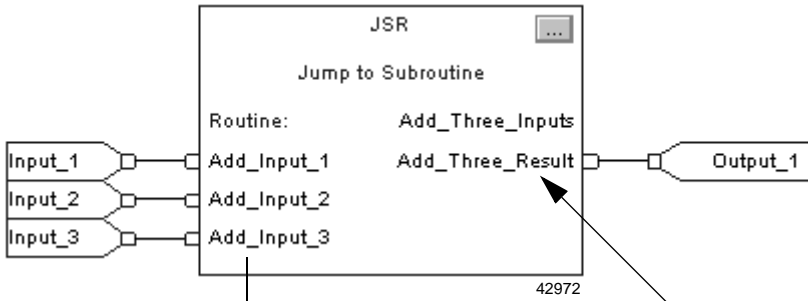 JSR
...
Jump to Subroutine
Routine: Add_Three_Inputs
Input_1 Add_Input_1 Add_Three_Result Output_1
Input_2 Add_Input_2
Input_3 Add_Input_3
42972